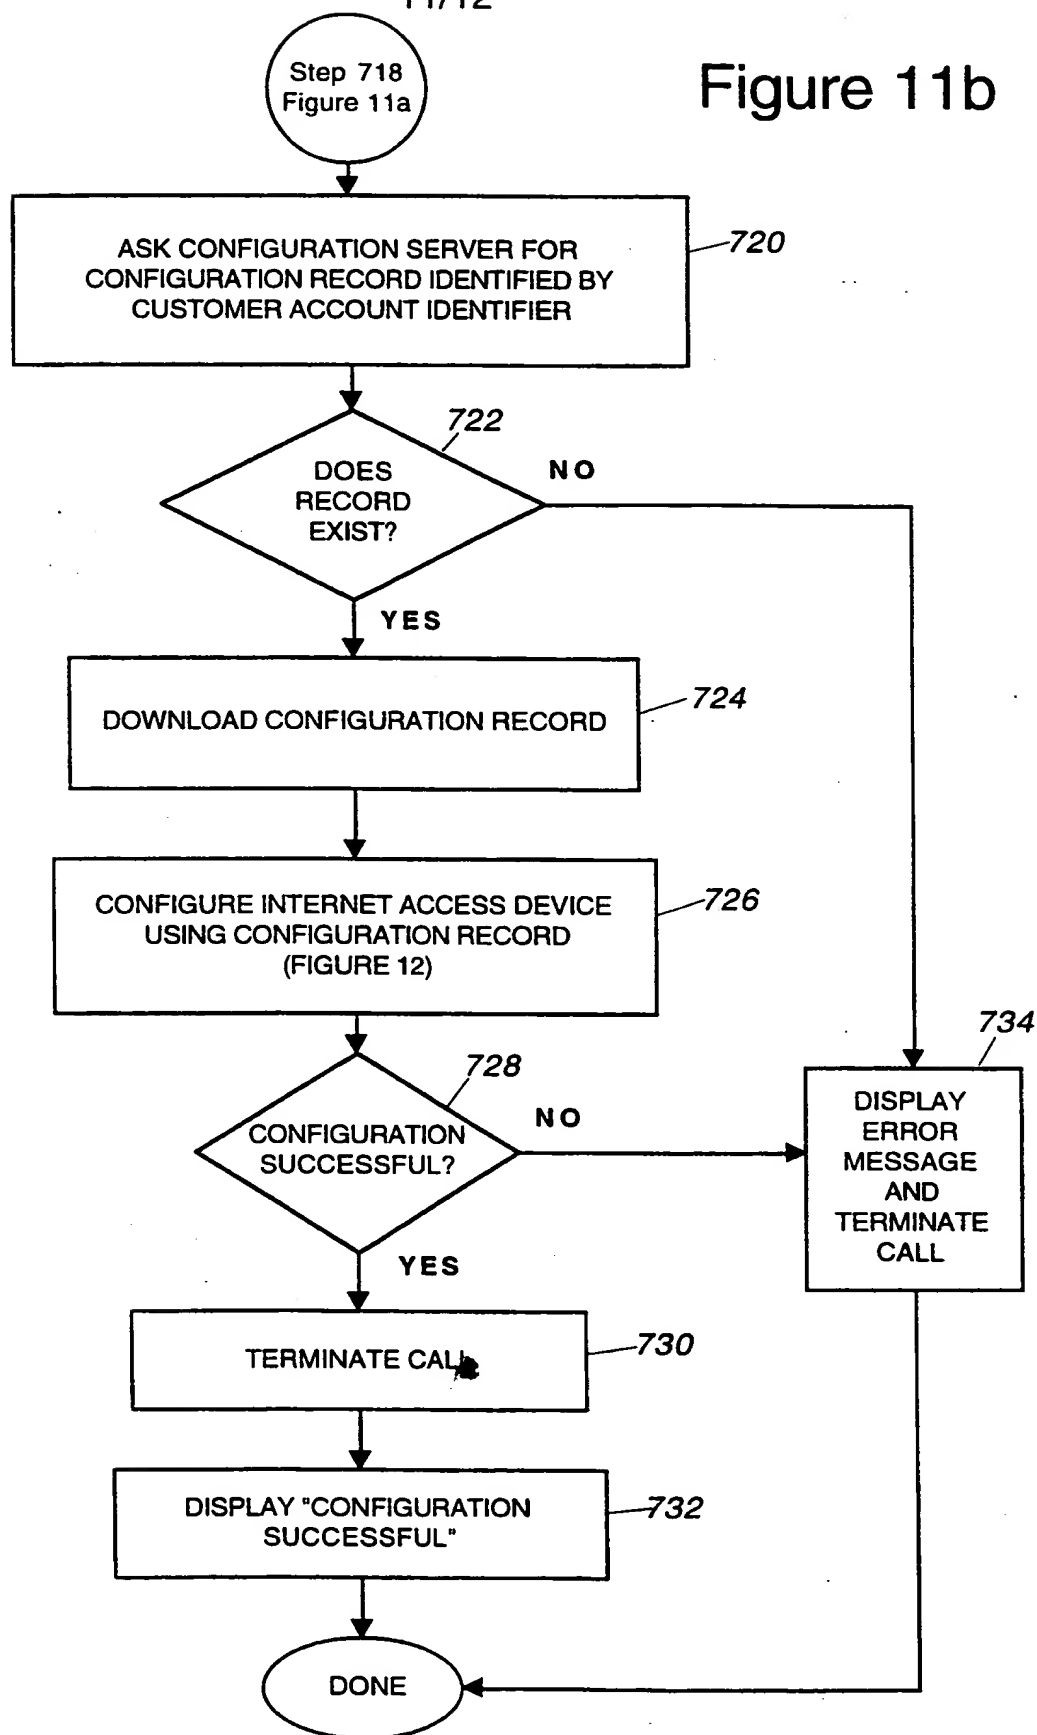 11/12
Figure 11b
Step 718
Figure 11a
ASK CONFIGURATION SERVER FOR
CONFIGURATION RECORD IDENTIFIED BY
CUSTOMER ACCOUNT IDENTIFIER
720
722
DOES
RECORD
EXIST?
NO
YES
DOWNLOAD CONFIGURATION RECORD
724
CONFIGURE INTERNET ACCESS DEVICE
USING CONFIGURATION RECORD
(FIGURE 12)
726
728
CONFIGURATION
SUCCESSFUL?
NO
YES
734
DISPLAY
ERROR
MESSAGE
AND
TERMINATE
CALL
TERMINATE CALL
730
DISPLAY "CONFIGURATION
SUCCESSFUL"
732
DONE